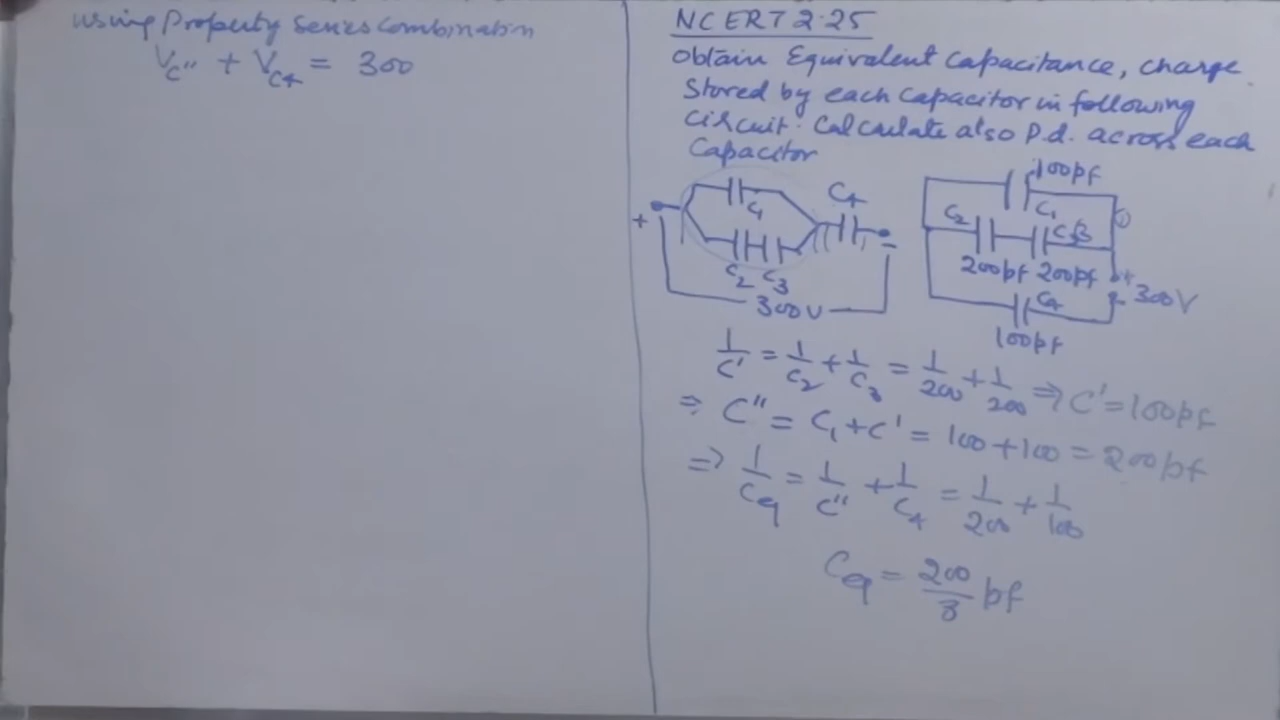 using Property Series Combination
V_C'' + V_C4 = 300
NCERT 2.25
Obtain Equivalent Capacitance, charge
Stored by each capacitor in following
circuit. Calculate also P.d. across each
Capacitor
100pf
C1
C4
+
-
C2 C3
300V
C1
C2
C3
200pf 200pf
+
-
300V
C4
100pf
1/C' = 1/C2 + 1/C3 = 1/200 + 1/200 ⇒ C' = 100pf
⇒ C'' = C1 + C' = 100 + 100 = 200pf
⇒ 1/Ceq = 1/C'' + 1/C4 = 1/200 + 1/100
Ceq = 200/3 pf